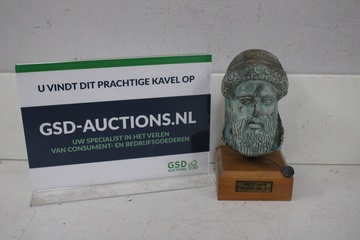 U VINDT DIT PRACHTIGE KAVEL OP
GSD-AUCTIONS.NL
UW SPECIALIST IN HET VEILEN
VAN CONSUMENT- EN BEDRIJFSGOEDEREN
GSD